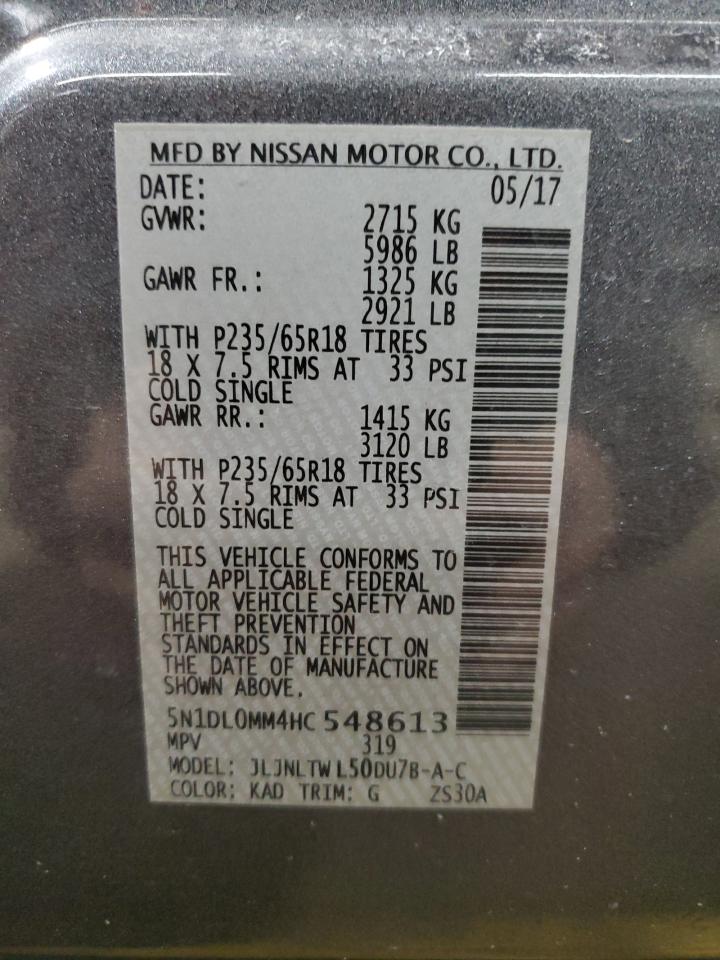 MFD BY NISSAN MOTOR CO., LTD.
DATE: 05/17
GVWR: 2715 KG
5986 LB
GAWR FR.: 1325 KG
2921 LB
WITH P235/65R18 TIRES
18 X 7.5 RIMS AT 33 PSI
COLD SINGLE
GAWR RR.: 1415 KG
3120 LB
WITH P235/65R18 TIRES
18 X 7.5 RIMS AT 33 PSI
COLD SINGLE
THIS VEHICLE CONFORMS TO
ALL APPLICABLE FEDERAL
MOTOR VEHICLE SAFETY AND
THEFT PREVENTION
STANDARDS IN EFFECT ON
THE DATE OF MANUFACTURE
SHOWN ABOVE.
5N1DL0MM4HC 548613
MPV 319
MODEL: JLJNLTW L50DU7B-A-C
COLOR: KAD TRIM: G ZS30A